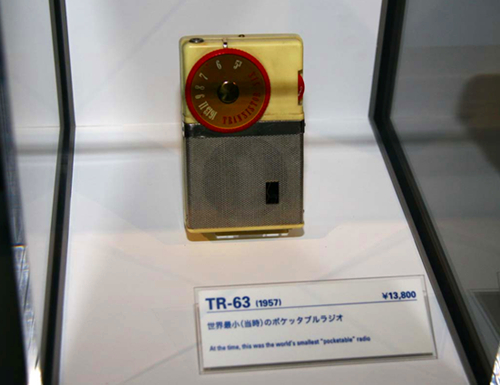 TR-63 (1957) ¥13,800
世界最小(当時)のポケッタブルラジオ
At the time, this was the world's smallest "pocketable" radio